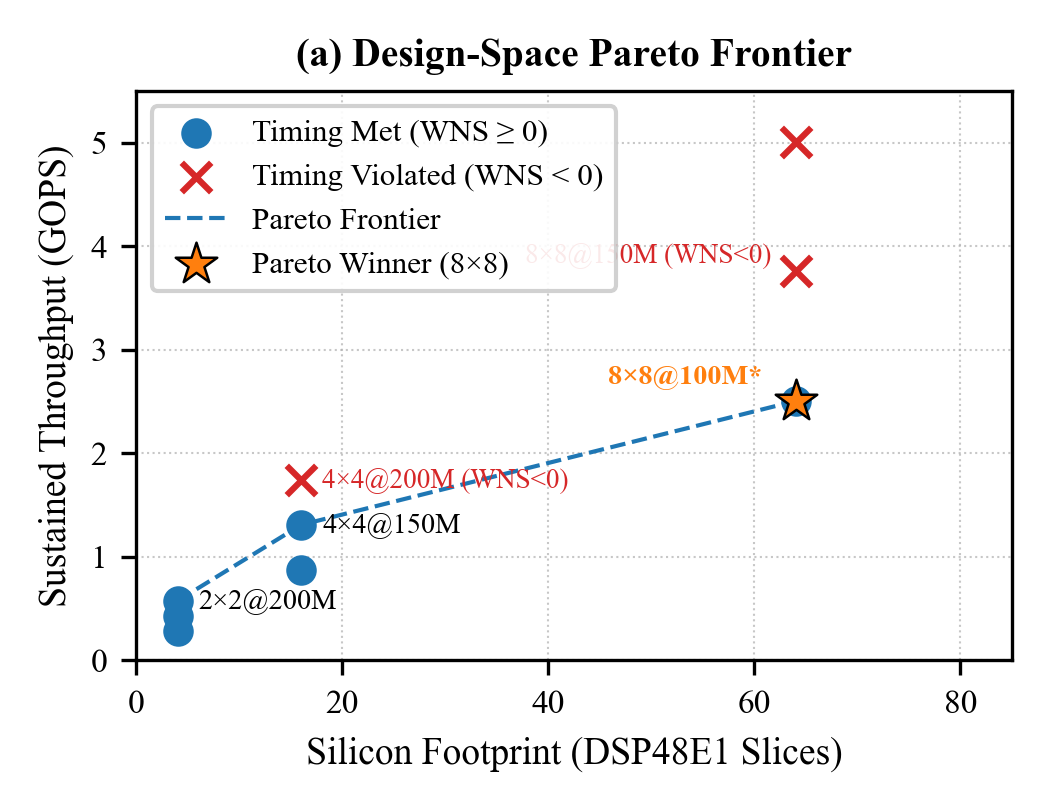 (a) Design-Space Pareto Frontier
Sustained Throughput (GOPS)
5
4
3
2
1
0
Timing Met (WNS ≥ 0)
Timing Violated (WNS < 0)
Pareto Frontier
Pareto Winner (8×8)
8×8@150M (WNS<0)
8×8@100M*
4×4@200M (WNS<0)
4×4@150M
2×2@200M
0 20 40 60 80
Silicon Footprint (DSP48E1 Slices)